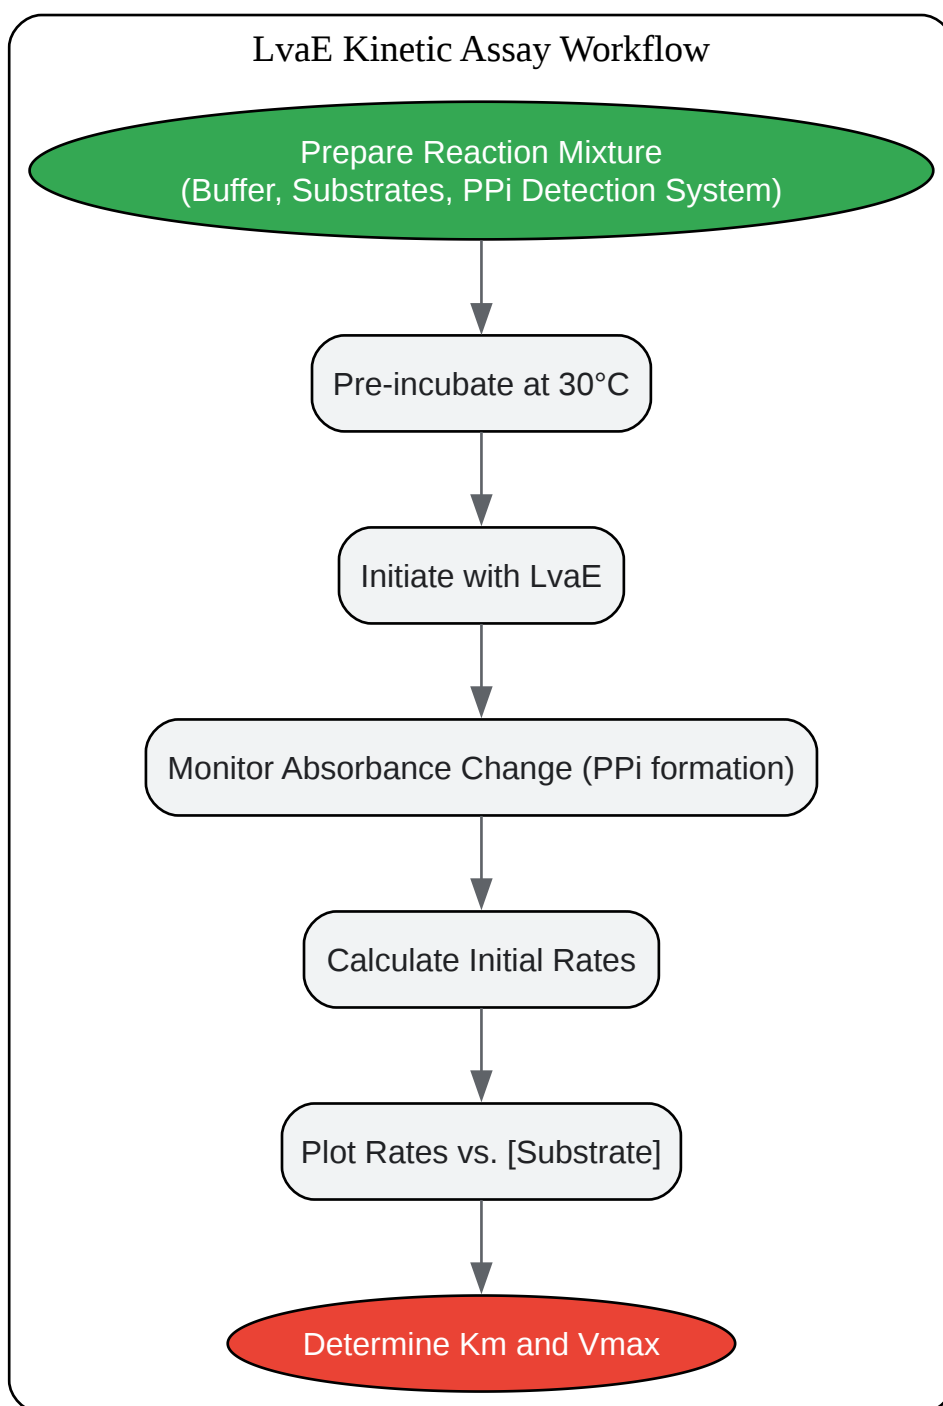 LvaE Kinetic Assay Workflow
Prepare Reaction Mixture
(Buffer, Substrates, PPi Detection System)
Pre-incubate at 30°C
Initiate with LvaE
Monitor Absorbance Change (PPi formation)
Calculate Initial Rates
Plot Rates vs. [Substrate]
Determine Km and Vmax